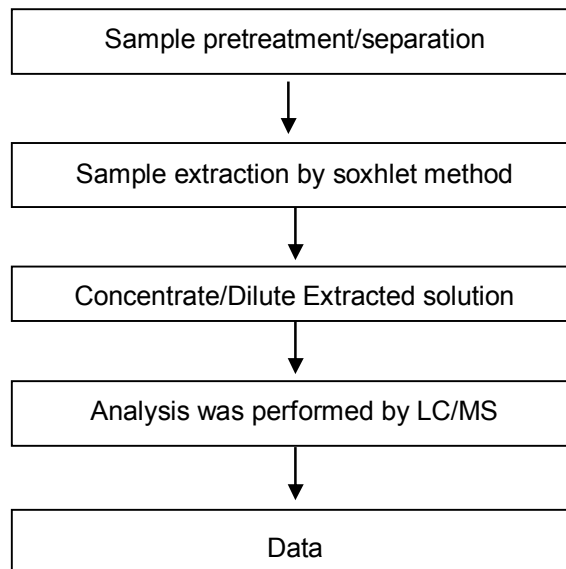 Sample pretreatment/separation
Sample extraction by soxhlet method
Concentrate/Dilute Extracted solution
Analysis was performed by LC/MS
Data